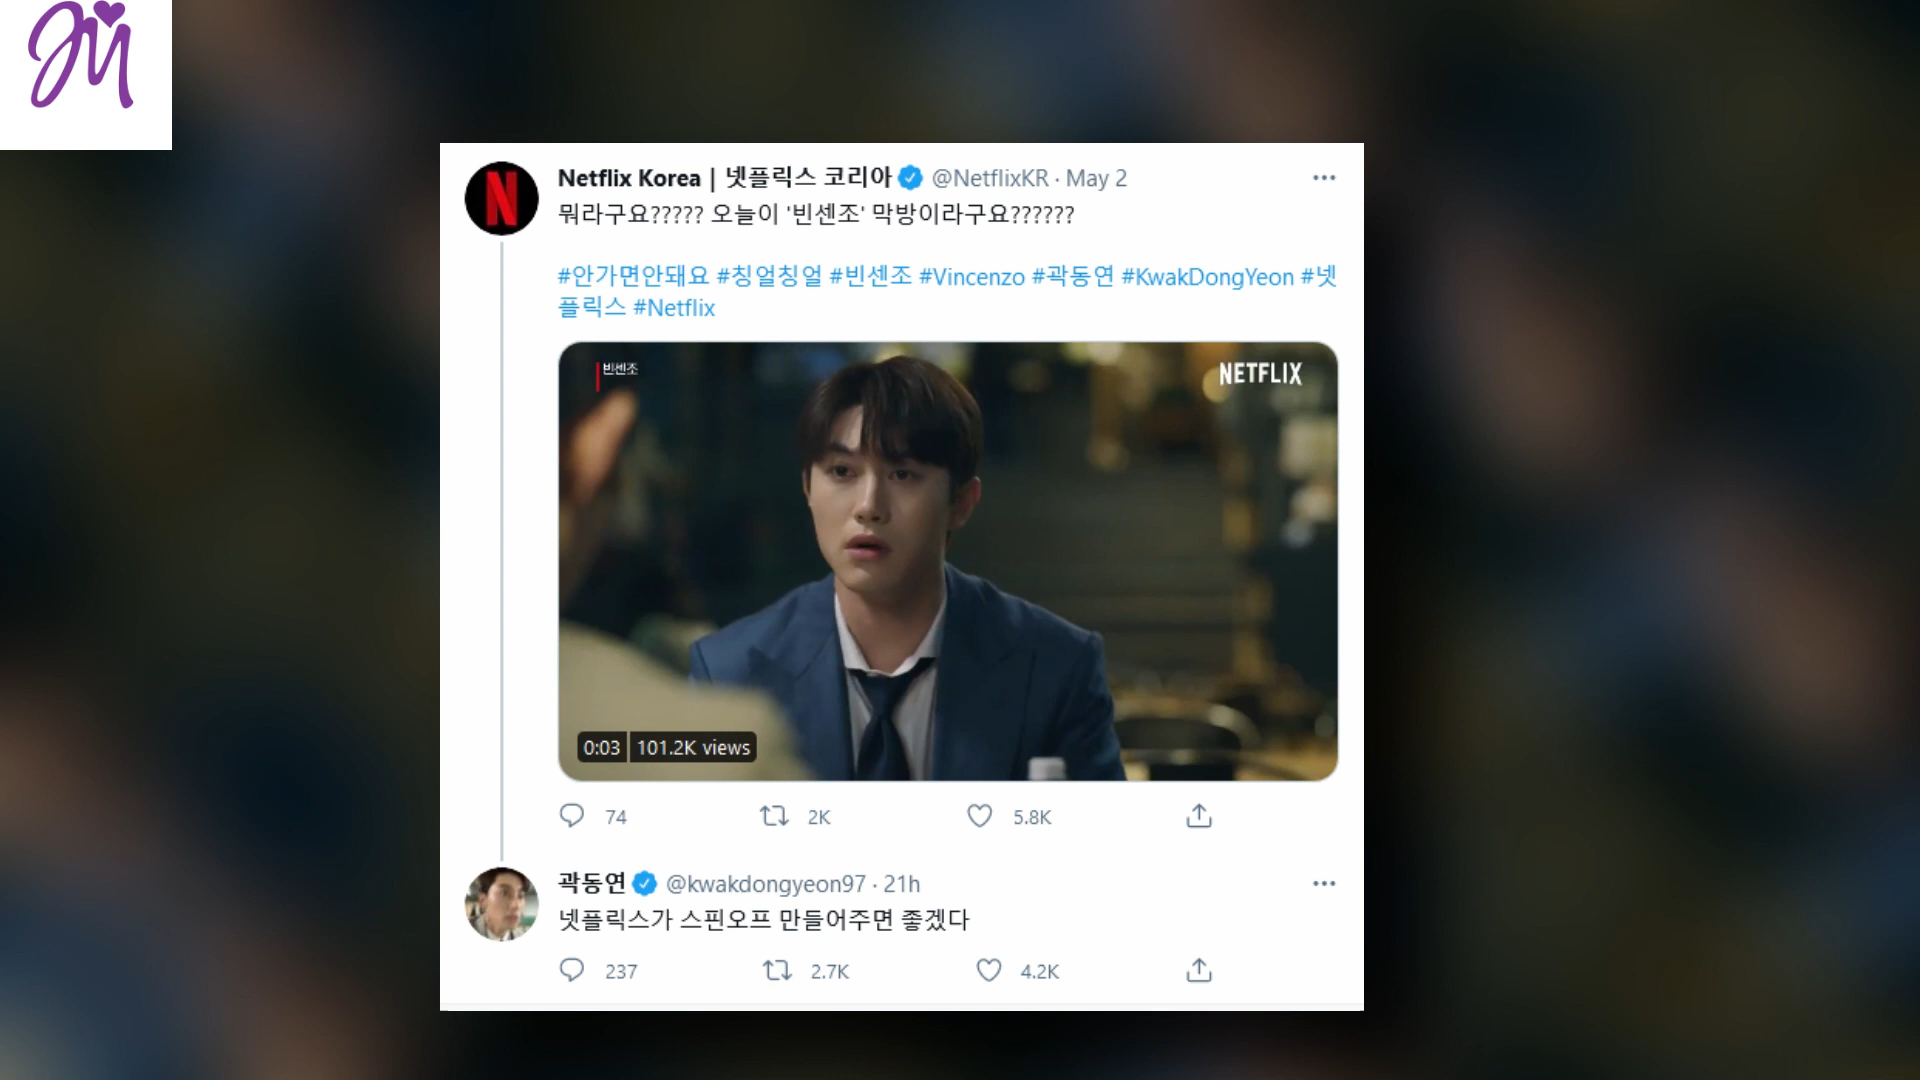 JM
Netflix Korea | 넷플릭스 코리아 @NetflixKR · May 2
뭐라구요????? 오늘이 '빈센조' 막방이라구요??????
#안가면안돼요 #칭얼칭얼 #빈센조 #Vincenzo #곽동연 #KwakDongYeon #넷
플릭스 #Netflix
빈센조
NETFLIX
0:03 101.2K views
74 2K 5.8K
곽동연 @kwakdongyeon97 · 21h
넷플릭스가 스핀오프 만들어주면 좋겠다
237 2.7K 4.2K